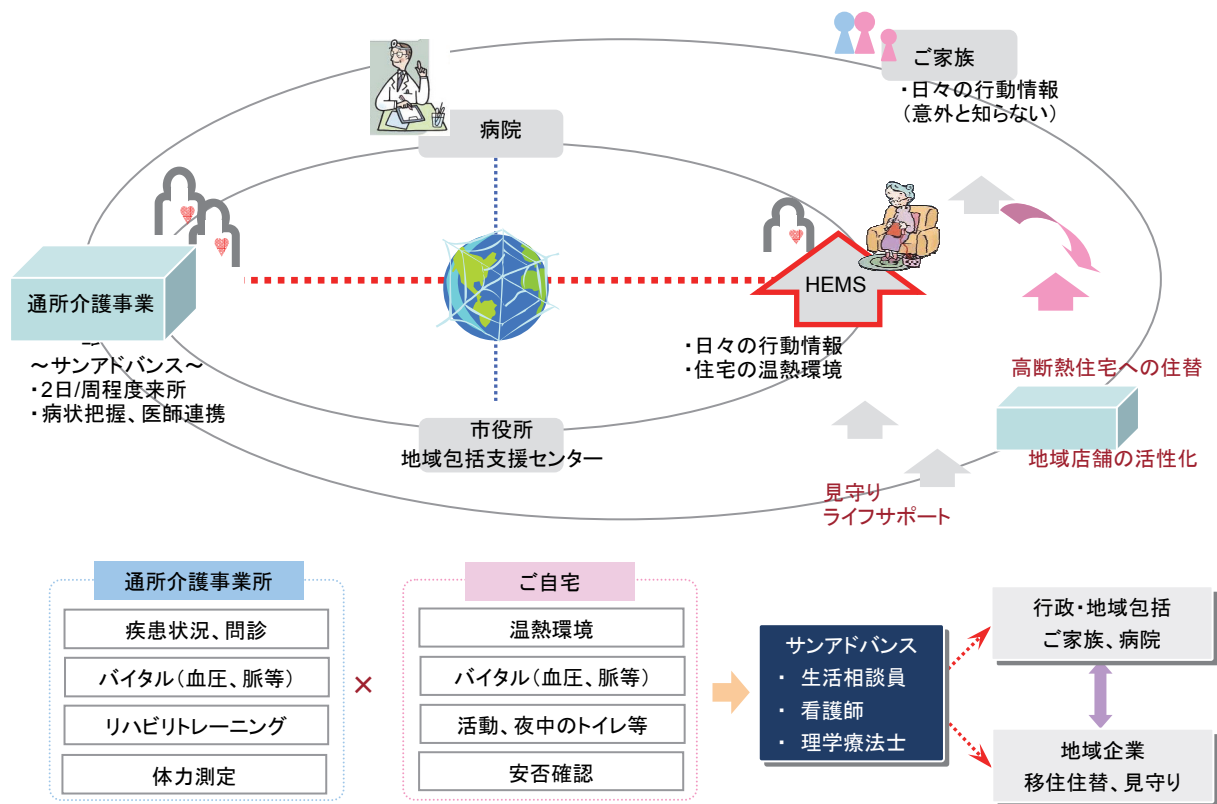 ご家族
・日々の行動情報
（意外と知らない）
病院
通所介護事業
HEMS
～サンアドバンス～
・2日/周程度来所
・病状把握、医師連携
・日々の行動情報
・住宅の温熱環境
高断熱住宅への住替
市役所
地域包括支援センター
地域店舗の活性化
見守り
ライフサポート
通所介護事業所
疾患状況、問診
バイタル（血圧、脈等）
リハビリトレーニング
体力測定
×
ご自宅
温熱環境
バイタル（血圧、脈等）
活動、夜中のトイレ等
安否確認
サンアドバンス
・ 生活相談員
・ 看護師
・ 理学療法士
行政・地域包括
ご家族、病院
地域企業
移住住替、見守り